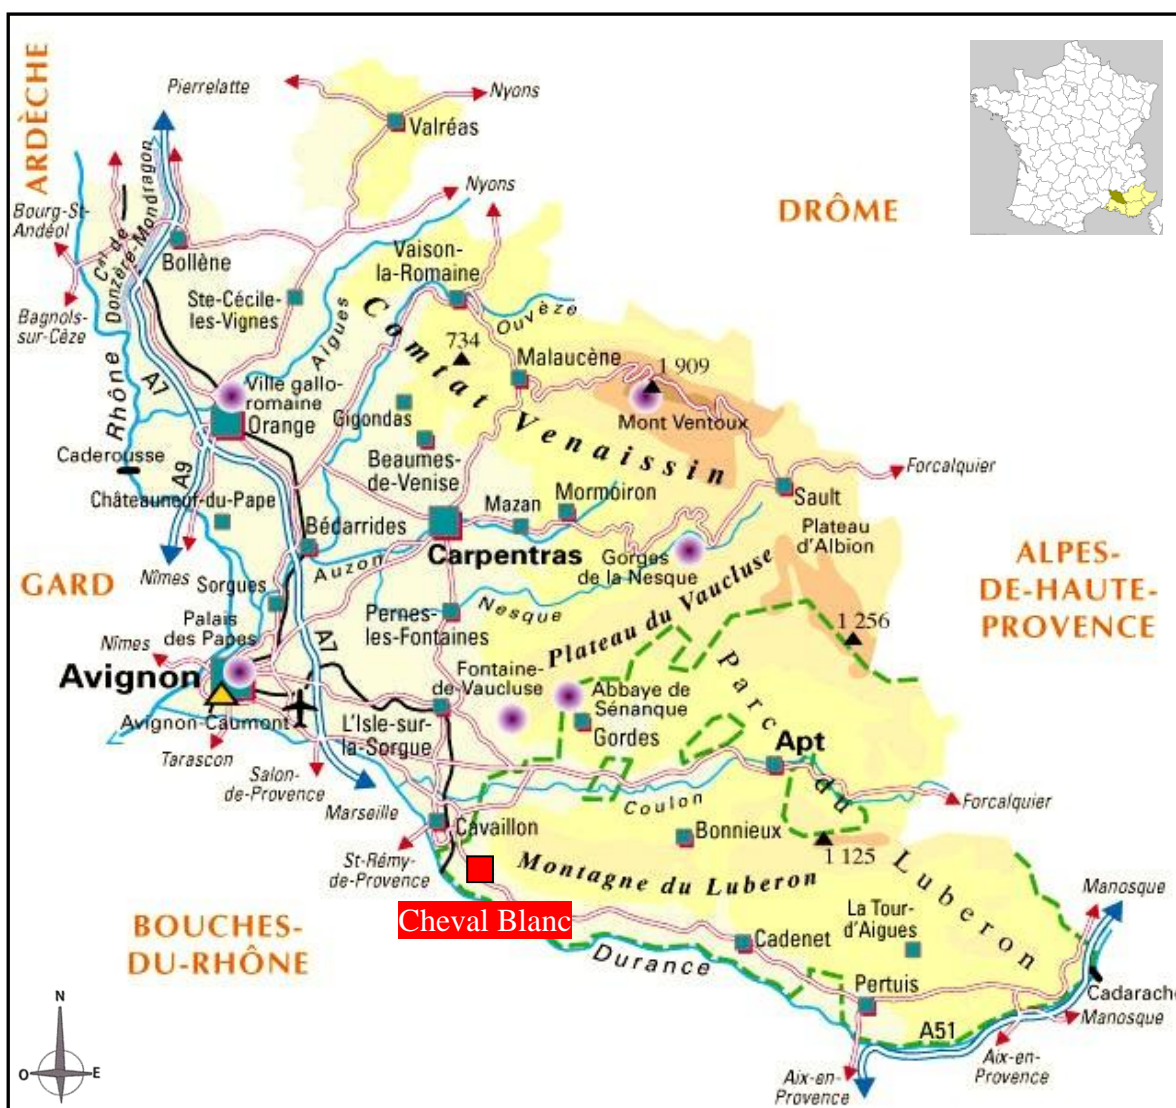 ARDÈCHE
Pierrelatte
Nyons
Valréas
Nyons
DRÔME
Bourg-St-
Andéol
Cal de
Donzère-Mondragon
Bollène
Vaison-
la-Romaine
Ste-Cécile-
les-Vignes
Bagnols-
sur-Cèze
Aigues
Ouvèze
Comtat Venaissin
734
Malaucène
1 909
Mont Ventoux
Rhône
A7
Ville gallo-
romaine
Orange
Gigondas
Caderousse
A9
Beaumes-
de-Venise
Forcalquier
Sault
Châteauneuf-du-Pape
Mazan
Mormoiron
Plateau
d'Albion
Bédarrides
Carpentras
Gorges
de la Nesque
ALPES-
DE-HAUTE-
PROVENCE
Nîmes
Auzon
GARD
Sorgues
Nesque
Plateau du Vaucluse
Pernes-
les-Fontaines
1 256
Palais
des Papes
A7
Nîmes
Avignon
Fontaine-
de-Vaucluse
Abbaye de
Sénanque
Gordes
Parc du Luberon
Avignon-Caumont
L'Isle-sur-
la-Sorgue
Apt
Tarascon
Salon-
de-Provence
Marseille
Coulon
Forcalquier
Cavaillon
Bonnieux
1 125
St-Rémy-
de-Provence
Montagne du Luberon
Manosque
Cheval Blanc
La Tour-
d'Aigues
BOUCHES-
DU-RHÔNE
Cadenet
Durance
Pertuis
Cadarache
Manosque
A51
Aix-en-
Provence
Aix-en-
Provence
N
O
E